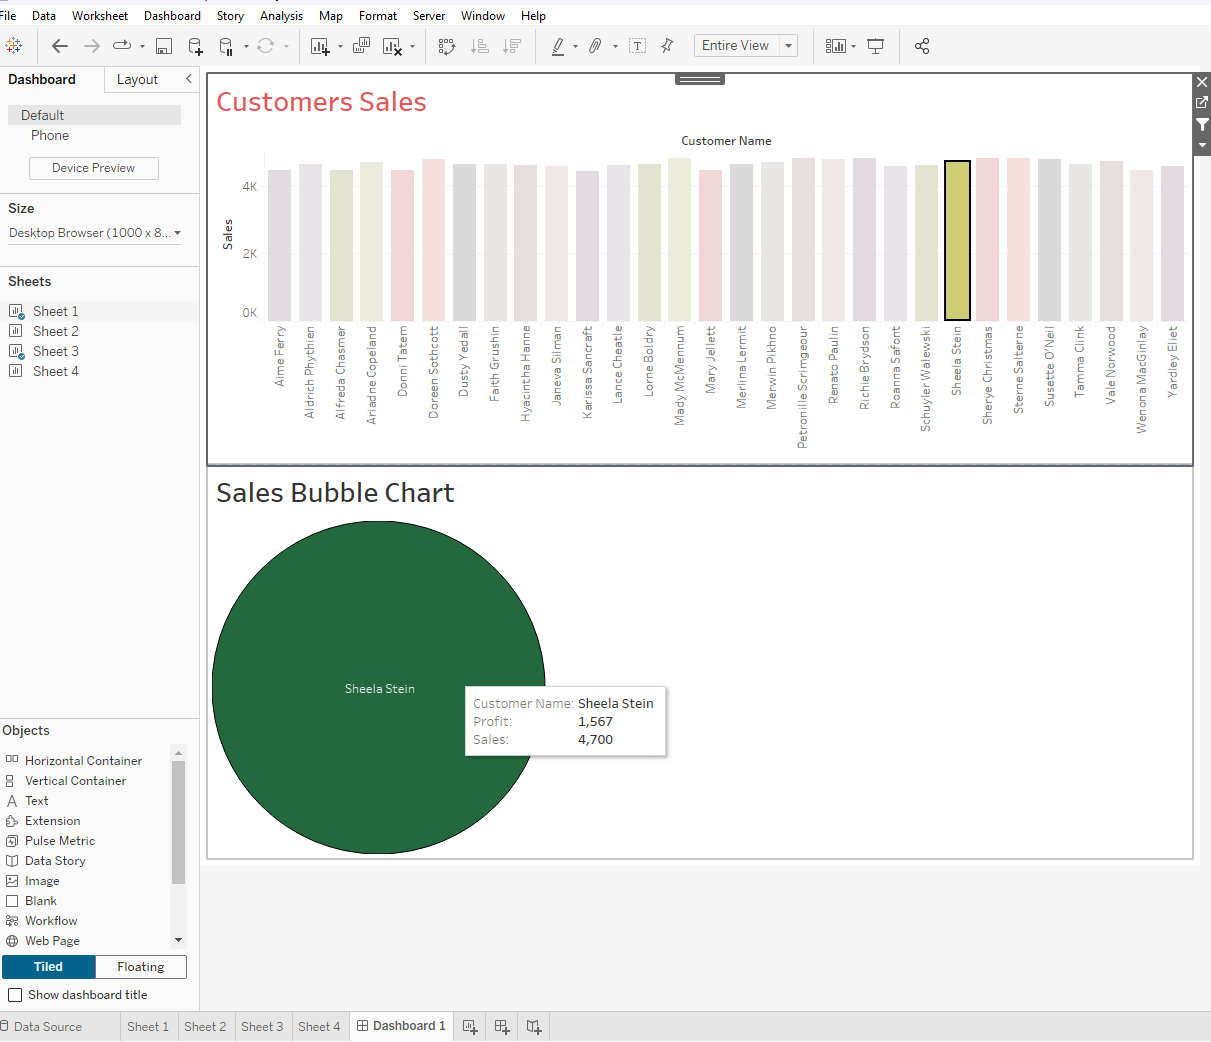 File Data Worksheet Dashboard Story Analysis Map Format Server Window Help
Entire View
Dashboard Layout
Default
Phone
Device Preview
Size
Desktop Browser (1000 x 8...
Sheets
Sheet 1
Sheet 2
Sheet 3
Sheet 4
Customers Sales
Customer Name
Sales
4K
2K
0K
Aime Ferry
Aldrich Phythien
Alfreda Chasmer
Ariadne Copeland
Donni Tatem
Doreen Sothcott
Dusty Yedall
Faith Grushin
Hyacintha Hanne
Janeva Silman
Karissa Sancraft
Lance Cheatle
Lorne Boldry
Mady McMennum
Mary Jellett
Merlina Lermit
Merwin Pikhno
Petronille Scrimgeour
Renato Paulin
Richie Brydson
Roanna Safont
Schuyler Walewski
Sheela Stein
Sherye Christmas
Sterne Salterne
Susette O'Neil
Tamma Clink
Vale Norwood
Wenona MacGinlay
Yardley Eliet
Sales Bubble Chart
Sheela Stein
Customer Name: Sheela Stein
Profit: 1,567
Sales: 4,700
Objects
Horizontal Container
Vertical Container
A Text
Extension
Pulse Metric
Data Story
Image
Blank
Workflow
Web Page
Tiled Floating
Show dashboard title
Data Source Sheet 1 Sheet 2 Sheet 3 Sheet 4 Dashboard 1